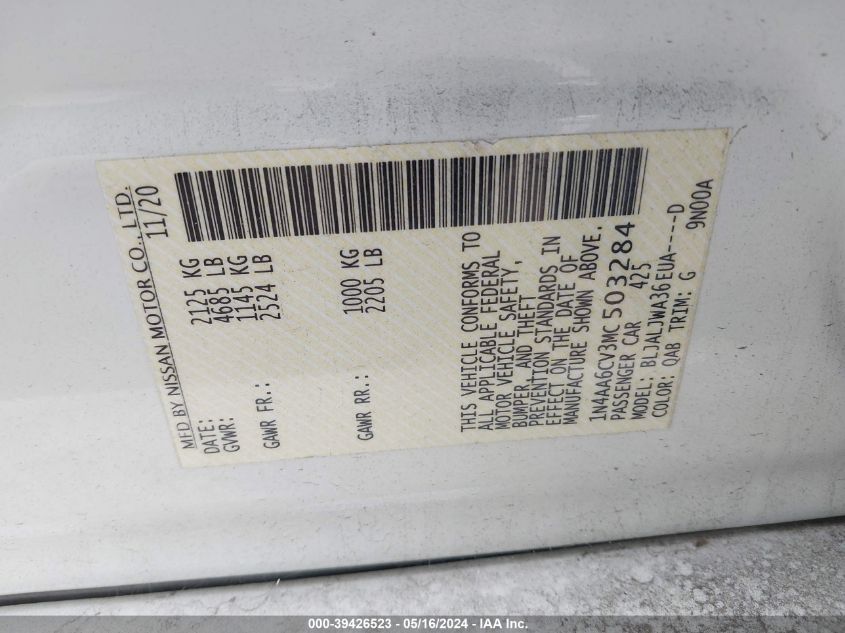 MFD BY NISSAN MOTOR CO., LTD.
DATE: 11/20
GVWR: 2125 KG
4685 LB
GAWR FR.: 1145 KG
2524 LB
GAWR RR.: 1000 KG
2205 LB
THIS VEHICLE CONFORMS TO
ALL APPLICABLE FEDERAL
MOTOR VEHICLE SAFETY,
BUMPER, AND THEFT
PREVENTION STANDARDS IN
EFFECT ON THE DATE OF
MANUFACTURE SHOWN ABOVE.
1N4AA6CV3MC503284
PASSENGER CAR 425
MODEL: BLJALJWA36EUA----D
COLOR: QAB TRIM: G 9N00A
000-39426523 - 05/16/2024 - IAA Inc.